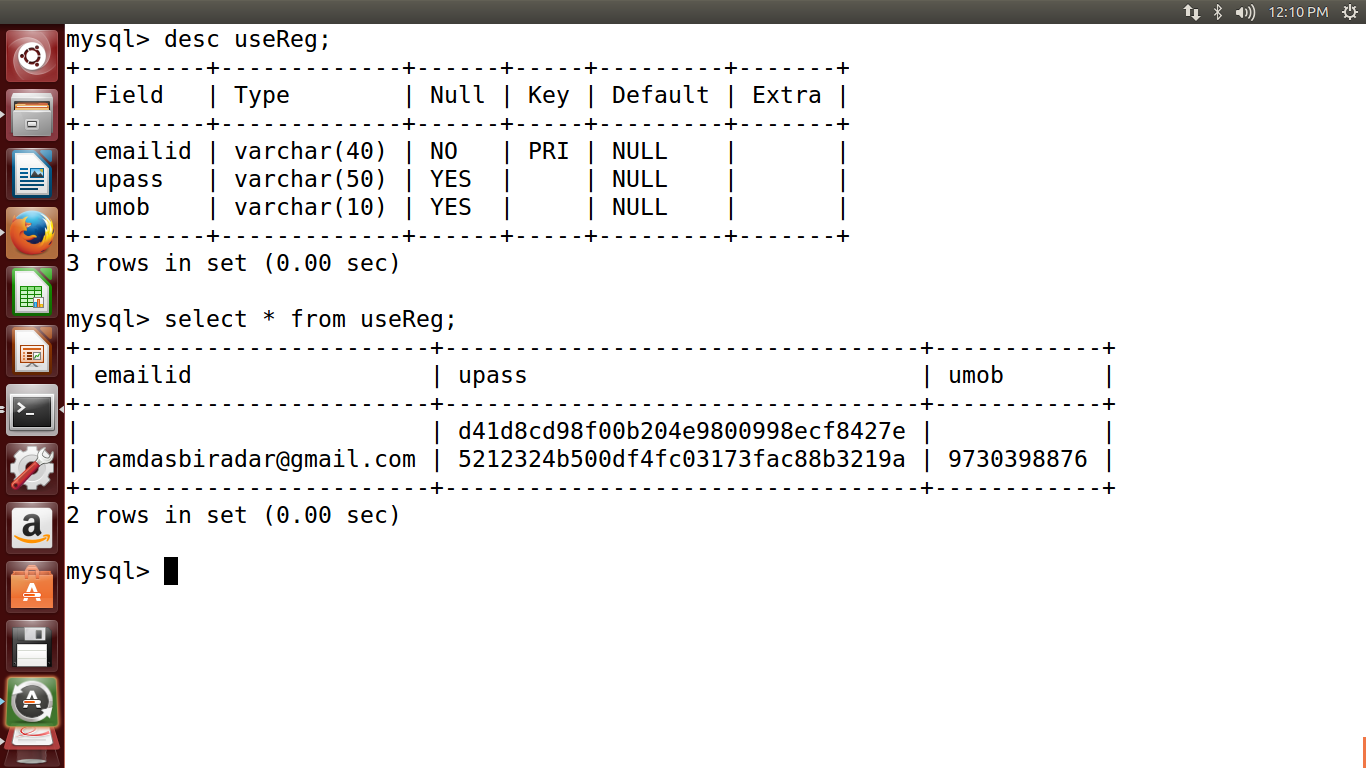 12:10 PM
mysql> desc useReg;
+---------+-------------+------+-----+---------+-------+
| Field   | Type        | Null | Key | Default | Extra |
+---------+-------------+------+-----+---------+-------+
| emailid | varchar(40) | NO   | PRI | NULL    |       |
| upass   | varchar(50) | YES  |     | NULL    |       |
| umob    | varchar(10) | YES  |     | NULL    |       |
+---------+-------------+------+-----+---------+-------+
3 rows in set (0.00 sec)
mysql> select * from useReg;
+-------------------------+----------------------------------+------------+
| emailid                 | upass                            | umob       |
+-------------------------+----------------------------------+------------+
|                         | d41d8cd98f00b204e9800998ecf8427e |            |
| ramdasbiradar@gmail.com | 5212324b500df4fc03173fac88b3219a | 9730398876 |
+-------------------------+----------------------------------+------------+
2 rows in set (0.00 sec)
mysql>